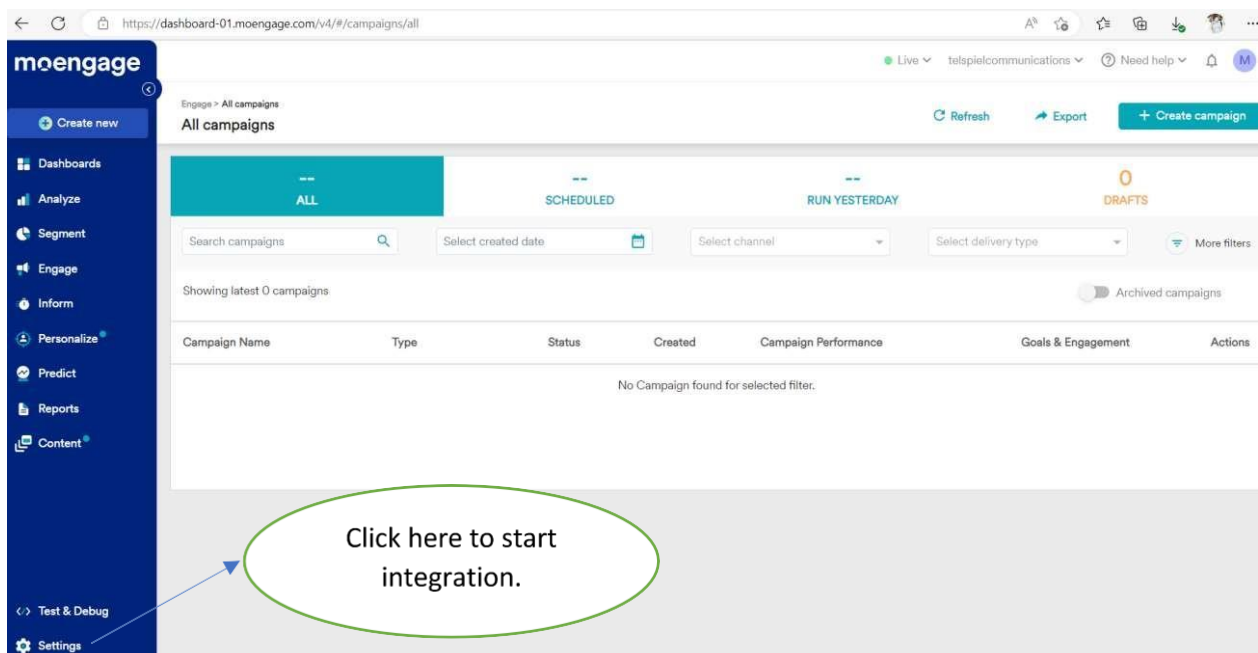 https://dashboard-01.moengage.com/v4/#/campaigns/all
moengage
Live telspielcommunications Need help M
Create new
Engage > All campaigns
All campaigns
Refresh Export + Create campaign
Dashboards
Analyze
Segment
Engage
Inform
Personalize
Predict
Reports
Content
-- -- -- 0
ALL SCHEDULED RUN YESTERDAY DRAFTS
Search campaigns Select created date Select channel Select delivery type More filters
Showing latest 0 campaigns Archived campaigns
Campaign Name Type Status Created Campaign Performance Goals & Engagement Actions
No Campaign found for selected filter.
Click here to start
integration.
Test & Debug
Settings